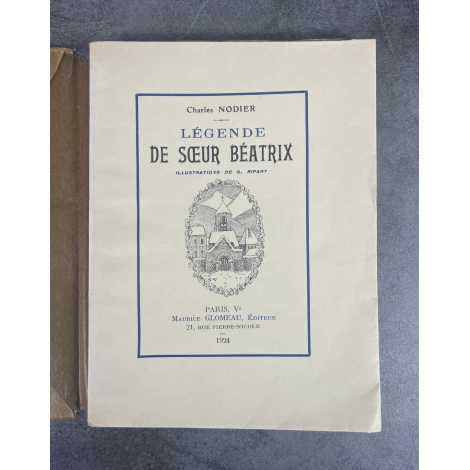 Charles NODIER
LÉGENDE
DE SŒUR BÉATRIX
ILLUSTRATIONS DE G. RIPART
PARIS, Vᵉ
Maurice GLOMEAU, Éditeur
21, RUE PIERRE-NICOLE
1924